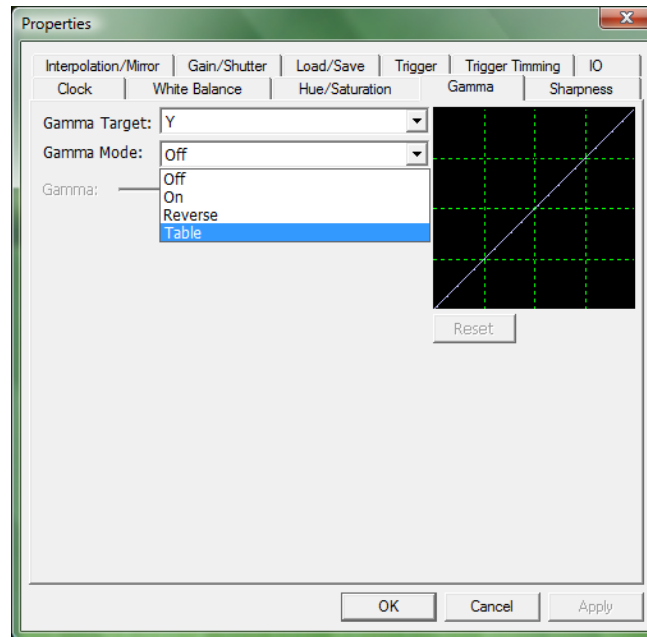 Properties
X
Interpolation/Mirror Gain/Shutter Load/Save Trigger Trigger Timming IO
Clock White Balance Hue/Saturation Gamma Sharpness
Gamma Target: Y
Gamma Mode: Off
Gamma:
Off
On
Reverse
Table
Reset
OK Cancel Apply